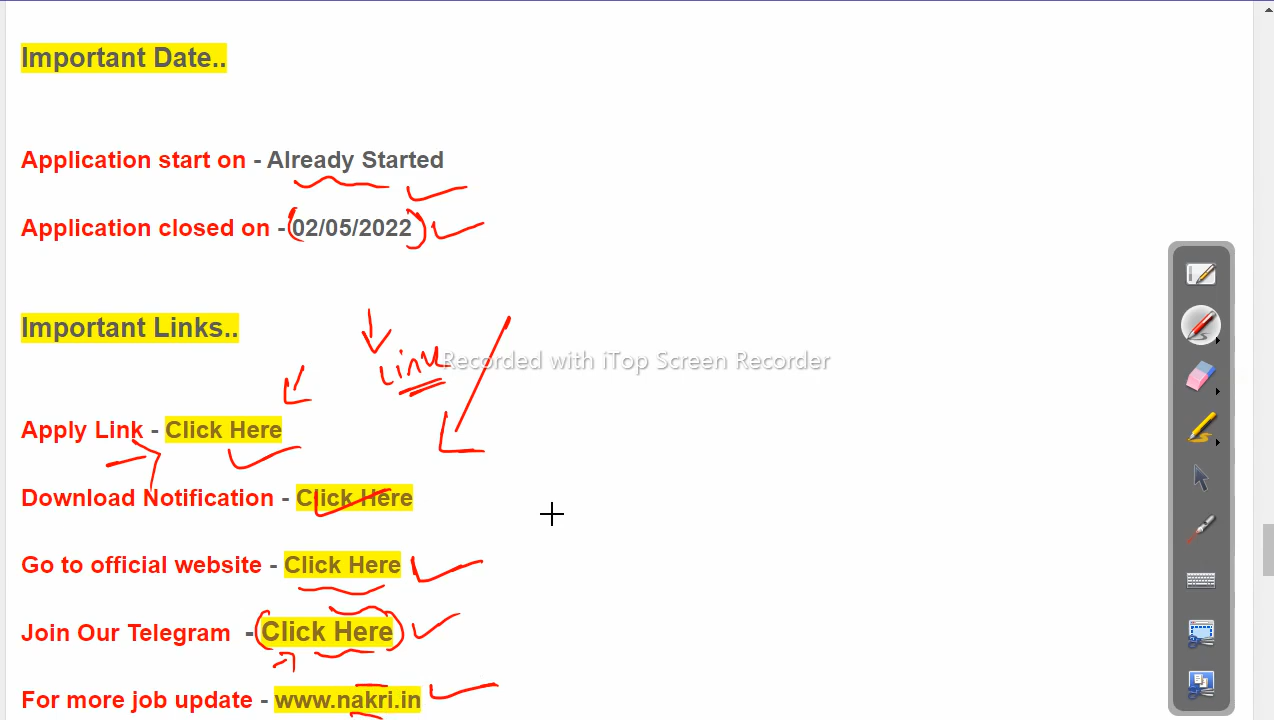 Important Date..
Application start on - Already Started
Application closed on - 02/05/2022
Important Links..
Link
Recorded with iTop Screen Recorder
Apply Link - Click Here
Download Notification - Click Here
Go to official website - Click Here
Join Our Telegram - Click Here
For more job update - www.nakri.in